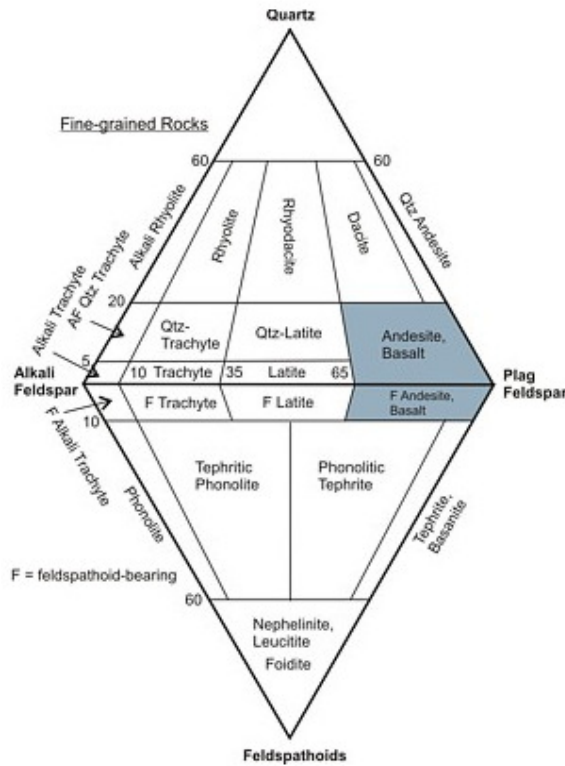 Quartz
Fine-grained Rocks
60
60
Alkali Rhyolite
Rhyolite
Rhyodacite
Dacite
Qtz Andesite
AF Qtz Trachyte
Alkali Trachyte
20
Qtz-
Trachyte
Qtz-Latite
Andesite,
Basalt
5
Alkali
Feldspar
10
Trachyte
35
Latite
65
Plag
Feldspar
F Trachyte
F Latite
F Andesite,
Basalt
10
F Alkali Trachyte
Phonolite
Tephritic
Phonolite
Phonolitic
Tephrite
Tephrite,
Basanite
F = feldspathoid-bearing
60
Nephelinite,
Leucitite
Foidite
Feldspathoids